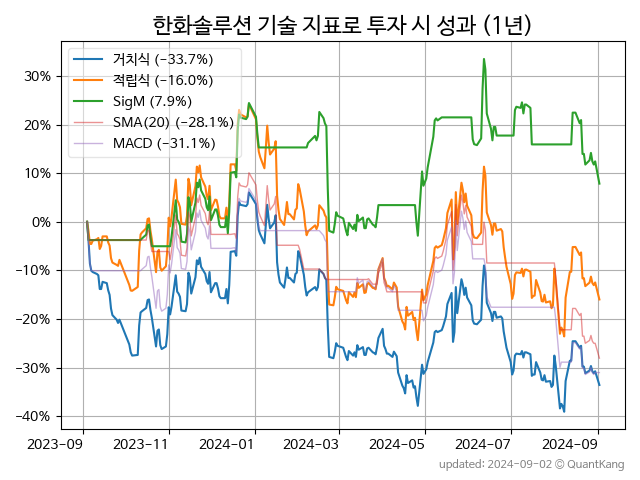 한화솔루션 기술 지표로 투자 시 성과 (1년)
거치식 (−33.7%)
적립식 (−16.0%)
SigM (7.9%)
SMA(20) (−28.1%)
MACD (−31.1%)
30%
20%
10%
0%
−10%
−20%
−30%
−40%
2023-09 2023-11 2024-01 2024-03 2024-05 2024-07 2024-09
updated: 2024-09-02 © QuantKang